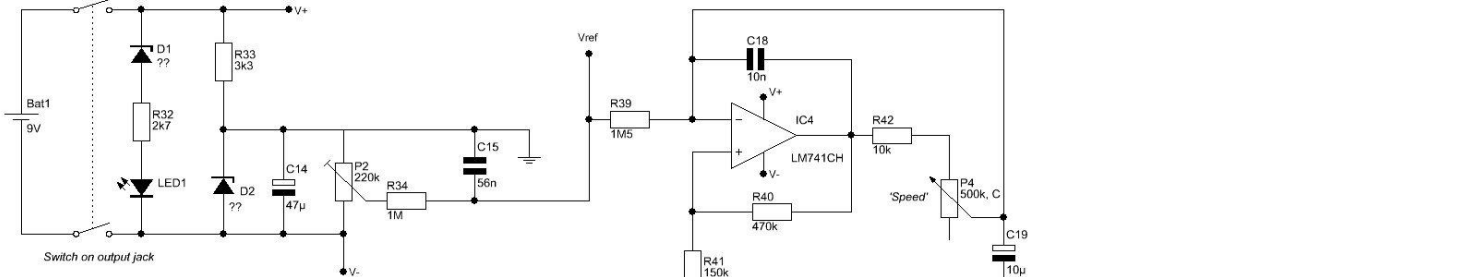 V+
Vref
D1
??
R33
3k3
C18
10n
Bat1
9V
R32
2k7
R39
1M5
V+
IC4
LM741CH
R42
10k
C15
56n
C14
47µ
P2
220k
LED1
D2
??
R34
1M
V-
R40
470k
'Speed'
P4
500k, C
C19
10µ
Switch on output jack
R41
150k
V-